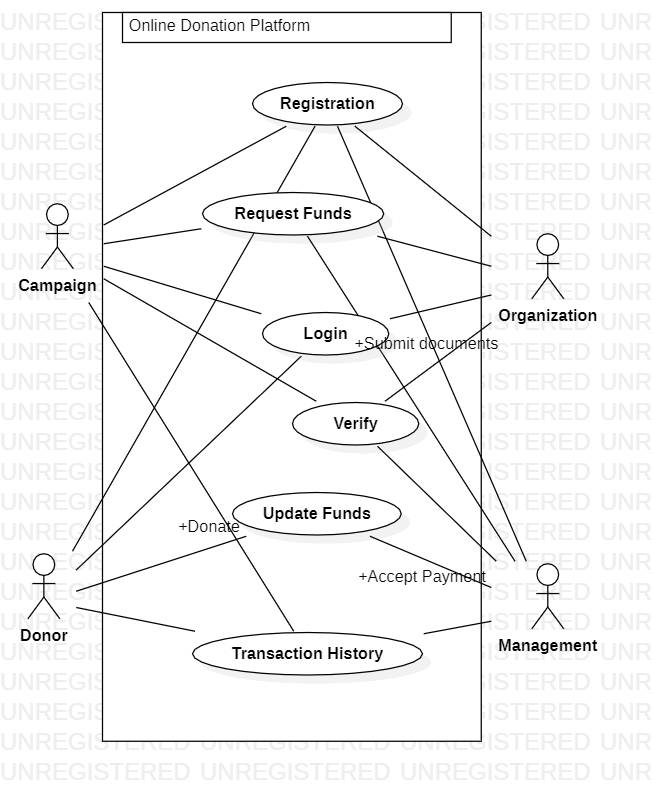 Online Donation Platform
Registration
Request Funds
Campaign
Organization
Login
+Submit documents
Verify
Update Funds
+Donate
+Accept Payment
Donor
Management
Transaction History
UNREGISTERED UNREGISTERED UNREGISTERED UNR